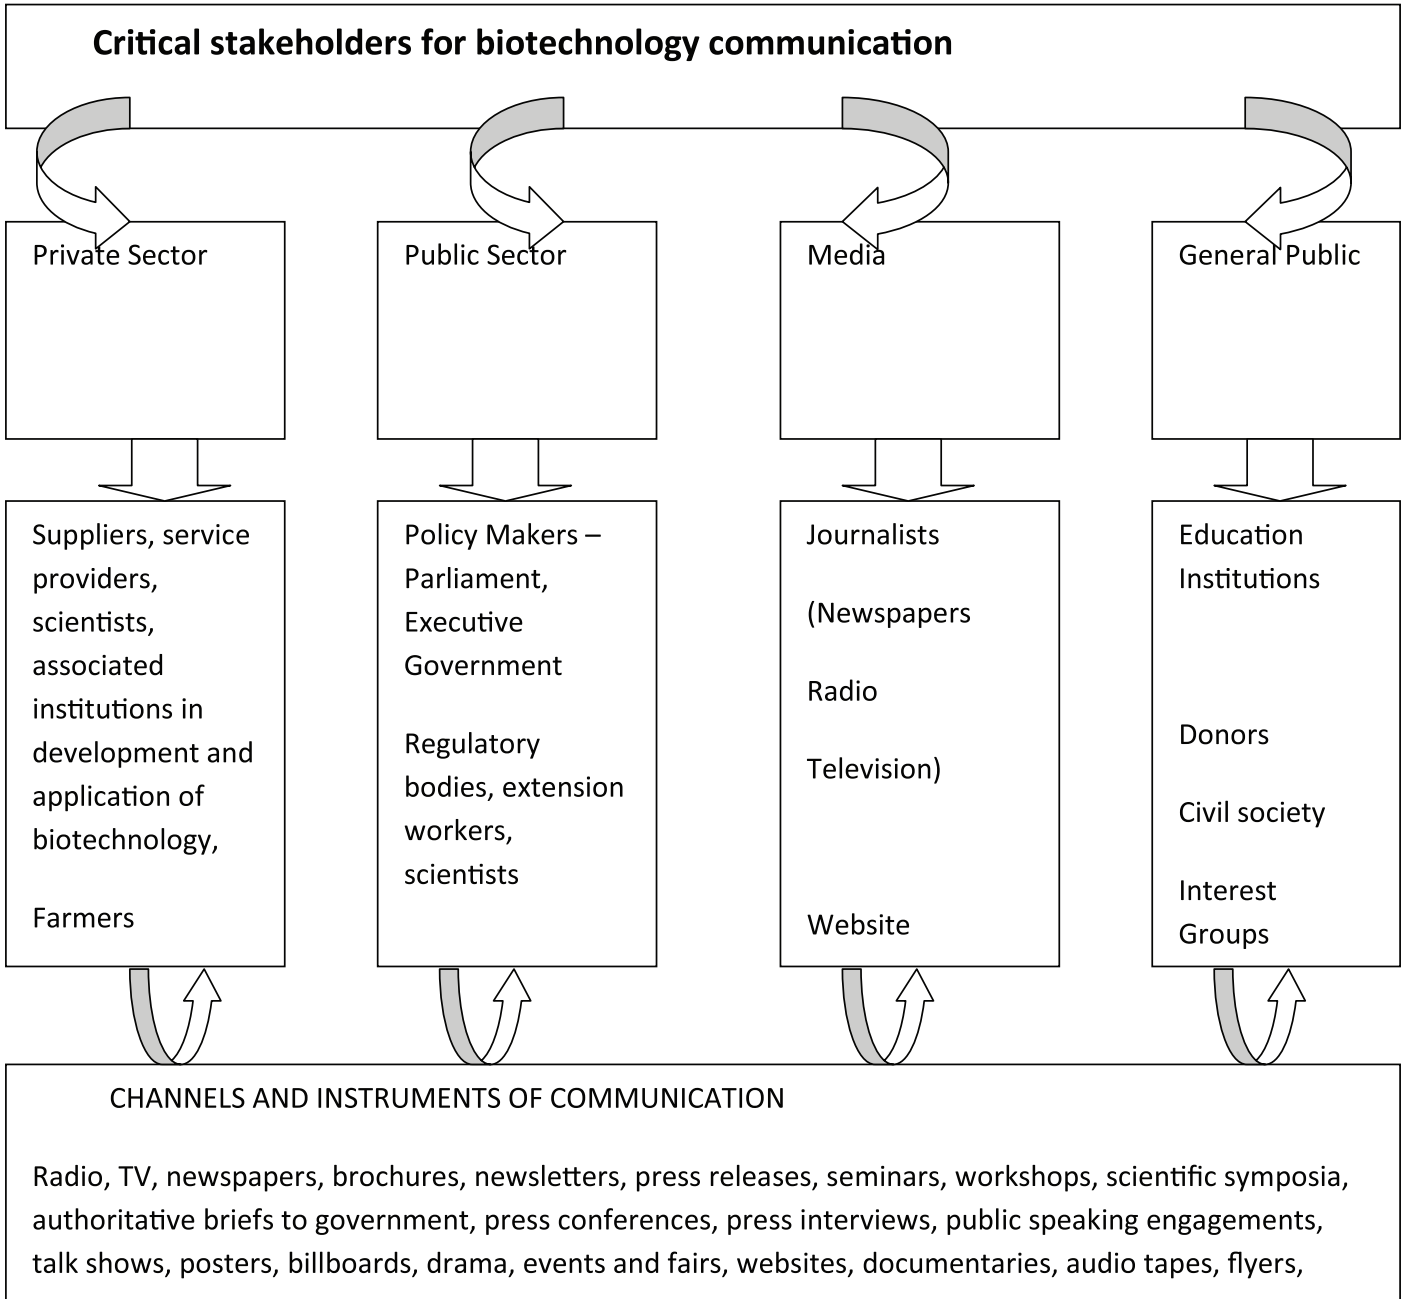 Critical stakeholders for biotechnology communication
Private Sector
Public Sector
Media
General Public
Suppliers, service
providers,
scientists,
associated
institutions in
development and
application of
biotechnology,
Farmers
Policy Makers –
Parliament,
Executive
Government
Regulatory
bodies, extension
workers,
scientists
Journalists
(Newspapers
Radio
Television)
Website
Education
Institutions
Donors
Civil society
Interest
Groups
CHANNELS AND INSTRUMENTS OF COMMUNICATION
Radio, TV, newspapers, brochures, newsletters, press releases, seminars, workshops, scientific symposia,
authoritative briefs to government, press conferences, press interviews, public speaking engagements,
talk shows, posters, billboards, drama, events and fairs, websites, documentaries, audio tapes, flyers,